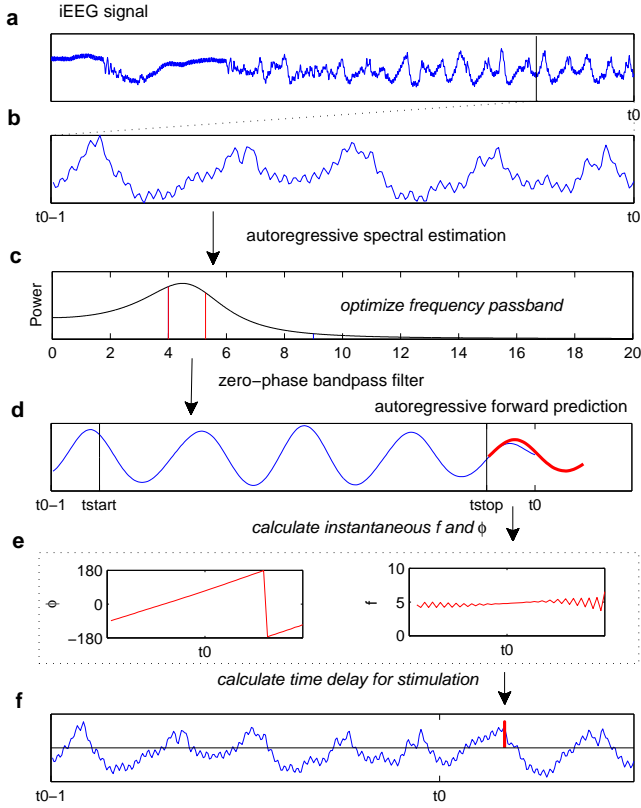 iEEG signal
a
t0
b
t0−1 t0
autoregressive spectral estimation
c
Power
optimize frequency passband
0 2 4 6 8 10 12 14 16 18 20
zero−phase bandpass filter
d
autoregressive forward prediction
t0−1 tstart tstop t0
calculate instantaneous f and ϕ
e
180 0 −180
ϕ
t0
10 5 0
f
t0
calculate time delay for stimulation
f
t0−1 t0